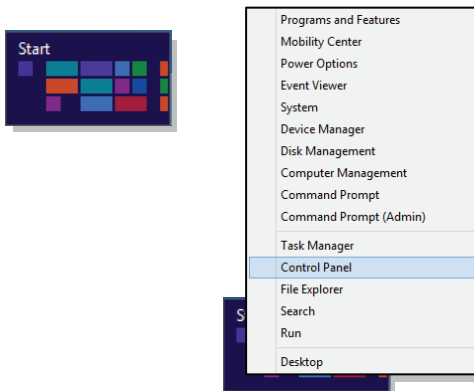 Start
Programs and Features
Mobility Center
Power Options
Event Viewer
System
Device Manager
Disk Management
Computer Management
Command Prompt
Command Prompt (Admin)
Task Manager
Control Panel
File Explorer
Search
Run
Desktop